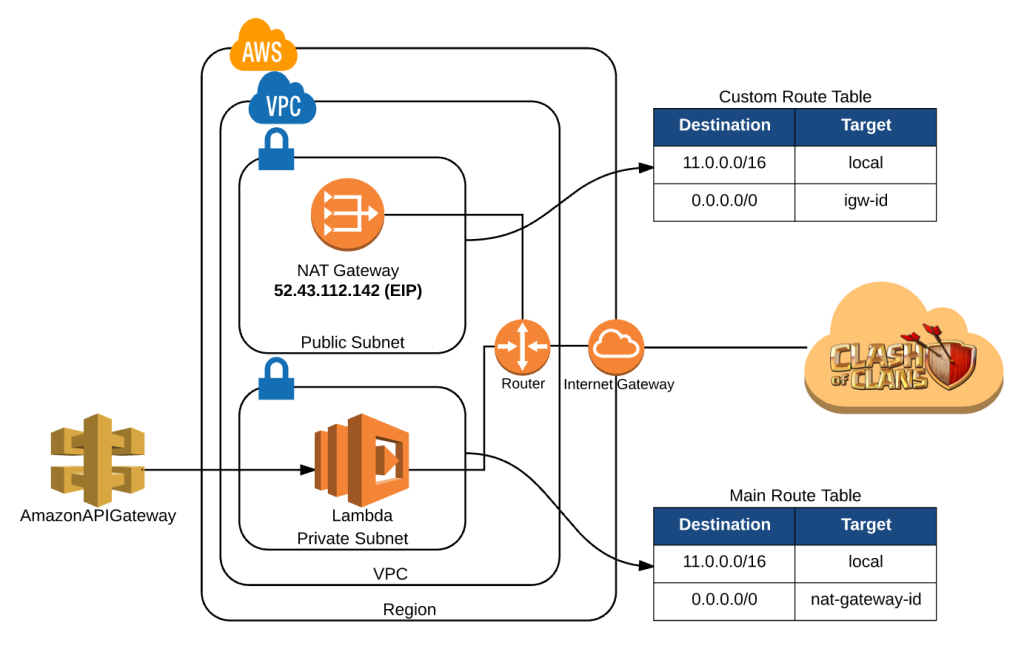 AWS
VPC
NAT Gateway
52.43.112.142 (EIP)
Public Subnet
Router
Internet Gateway
CLASH
OF CLANS
AmazonAPIGateway
Lambda
Private Subnet
VPC
Region
Custom Route Table
Destination Target
11.0.0.0/16 local
0.0.0.0/0 igw-id
Main Route Table
Destination Target
11.0.0.0/16 local
0.0.0.0/0 nat-gateway-id